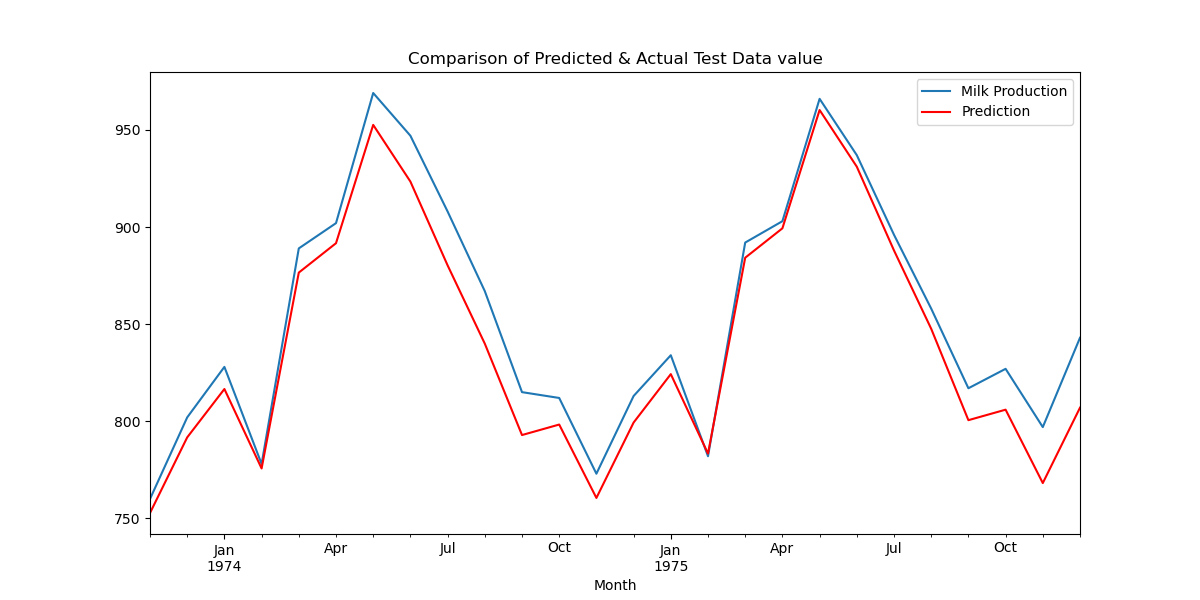 Comparison of Predicted & Actual Test Data value
Milk Production
Prediction
950
900
850
800
750
Jan
1974
Apr
Jul
Oct
Jan
1975
Apr
Jul
Oct
Month